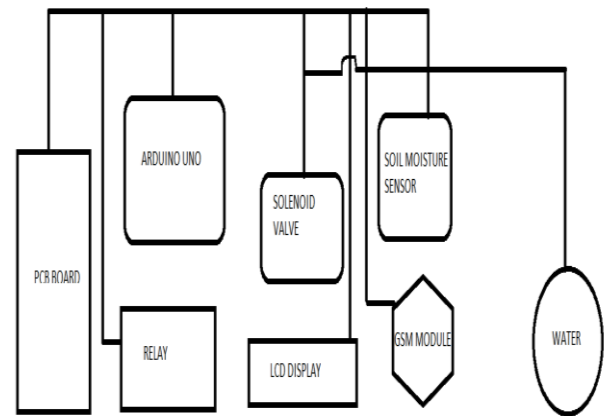 ARDUINO UNO
SOIL MOISTURE
SENSOR
SOLENOID
VALVE
PCB BOARD
RELAY
LCD DISPLAY
GSM MODULE
WATER